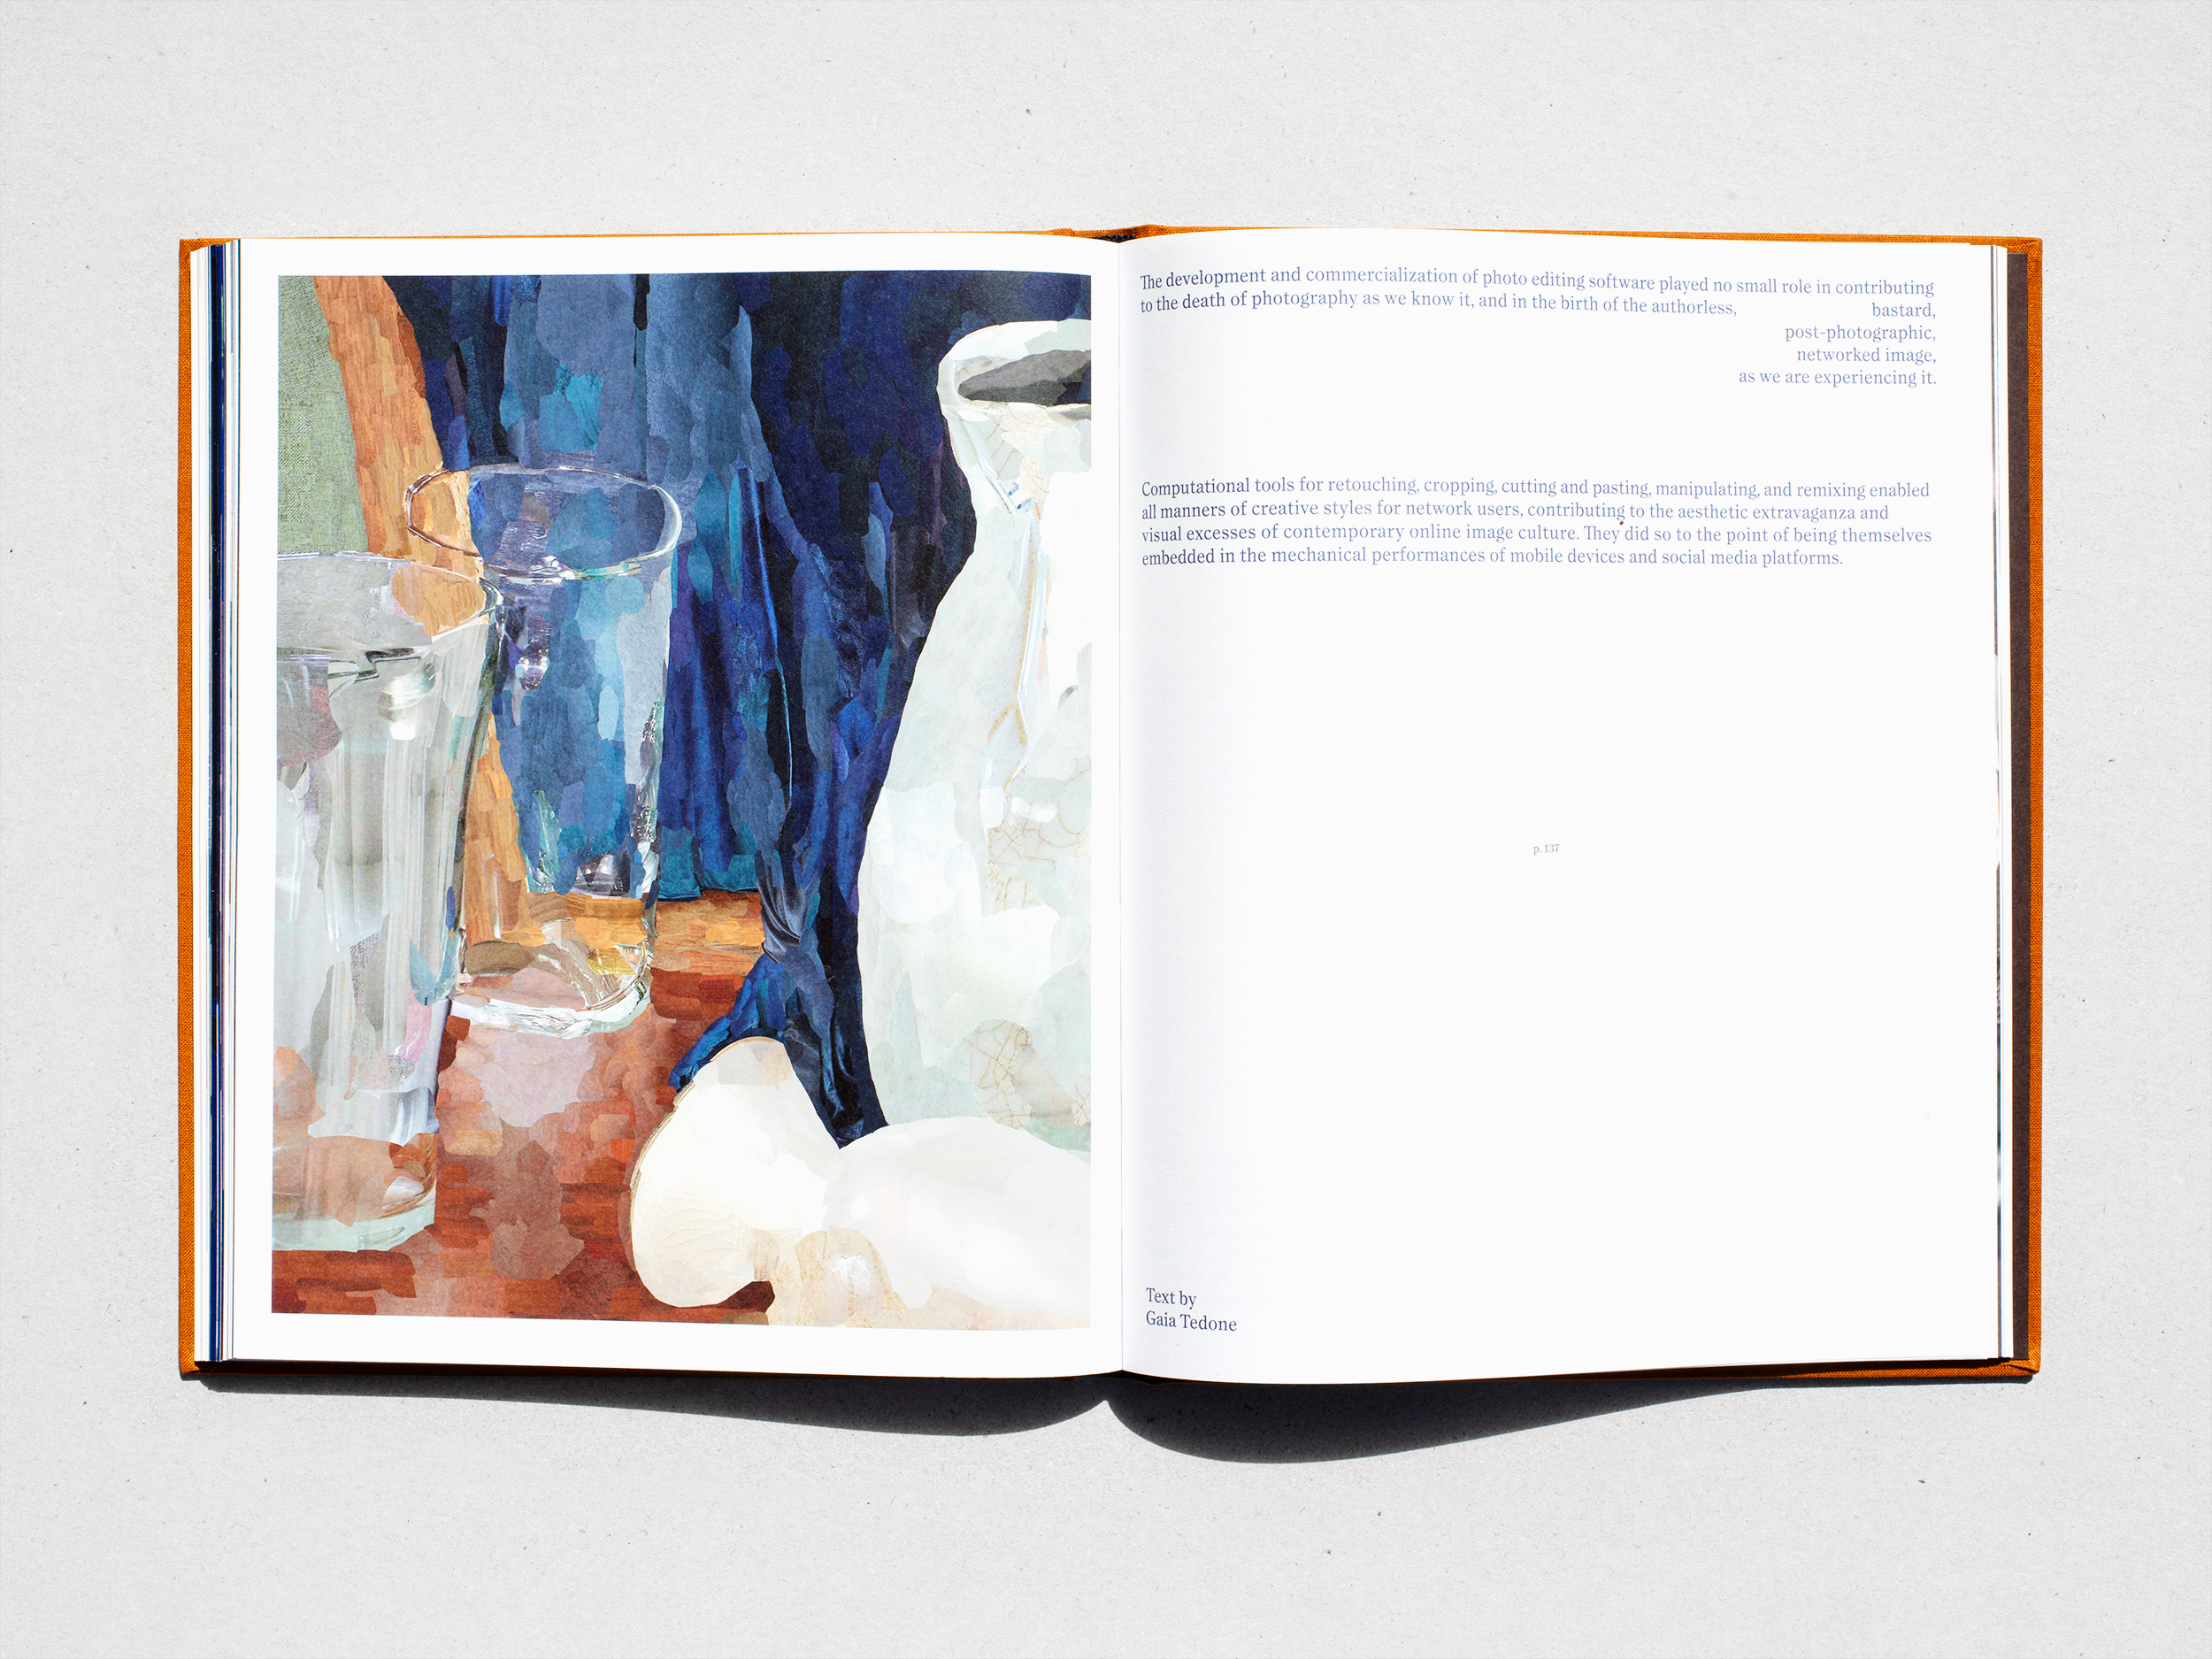 The development and commercialization of photo editing software played no small role in contributing
to the death of photography as we know it, and in the birth of the authorless, bastard,
post-photographic,
networked image,
as we are experiencing it.
Computational tools for retouching, cropping, cutting and pasting, manipulating, and remixing enabled
all manners of creative styles for network users, contributing to the aesthetic extravaganza and
visual excesses of contemporary online image culture. They did so to the point of being themselves
embedded in the mechanical performances of mobile devices and social media platforms.
p. 137
Text by
Gaia Tedone